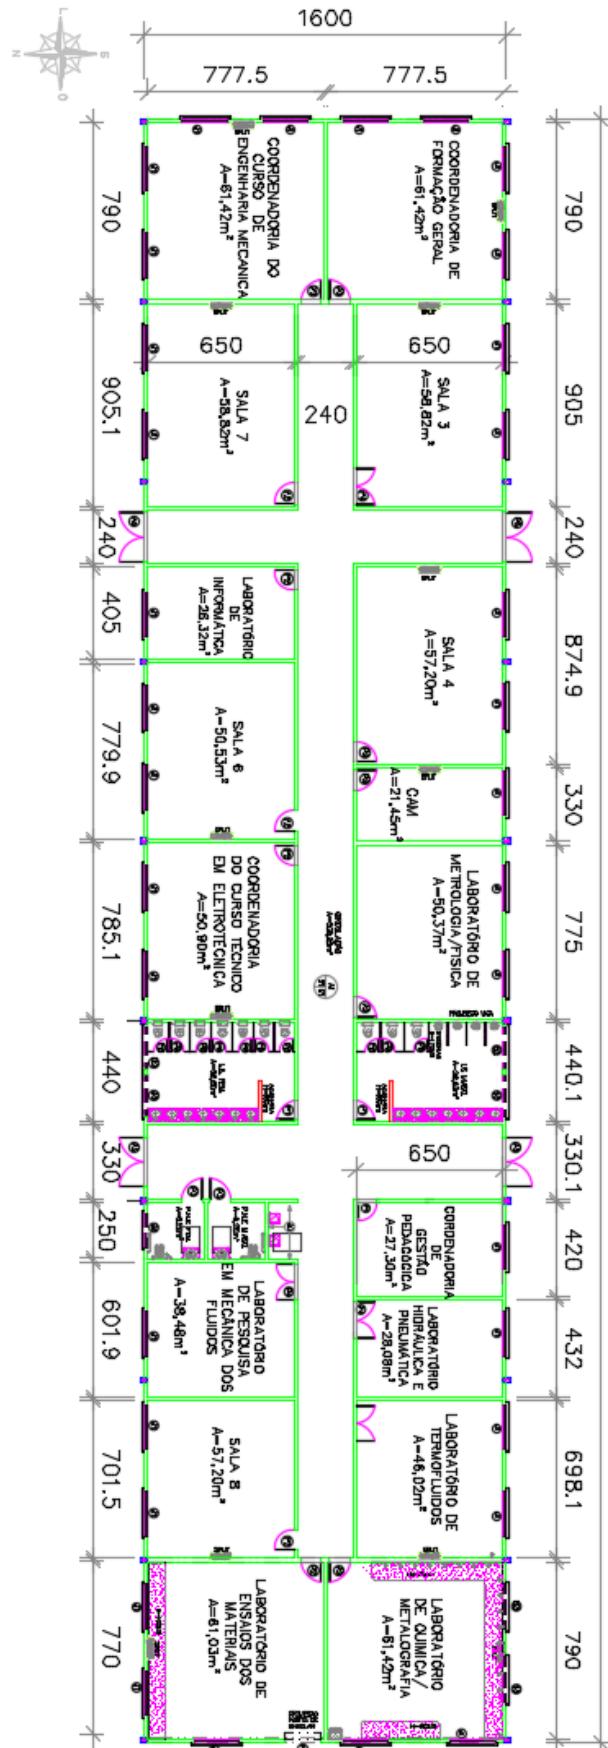 1600
777.5
777.5
L
N
S
O
790
COORDENADORIA DO
CURSO DE
ENGENHARIA MECANICA
A=61,42m²
COORDENADORIA DE
FORMAÇÃO GERAL
A=61,42m²
790
905.1
650
SALA 7
A=58,82m²
240
650
SALA 3
A=58,82m²
905
240
240
405
LABORATÓRIO
DE
INFORMÁTICA
A=26,32m²
SALA 4
A=57,20m²
874.9
779.9
SALA 6
A=50,53m²
CAM
A=21,45m²
330
785.1
COORDENADORIA
DO CURSO TÉCNICO
EM ELETROTÉCNICA
A=50,90m²
LABORATÓRIO DE
METROLOGIA/FÍSICA
A=50,37m²
775
440
440.1
330
650
330.1
250
CORDENADORIA
DE
GESTÃO
PEDAGÓGICA
A=27,30m²
420
601.9
LABORATÓRIO
DE PESQUISA
EM MECÂNICA DOS
FLUIDOS
A=38,48m²
LABORATÓRIO
HIDRÁULICA E
PNEUMÁTICA
A=28,08m²
432
701.5
SALA 8
A=57,20m²
LABORATÓRIO DE
TERMOFLUIDOS
A=46,02m²
698.1
770
LABORATÓRIO DE
ENSAIOS DOS
MATERIAIS
A=61,03m²
LABORATÓRIO
DE QUIMICA/
METALOGRAFIA
A=61,42m²
790